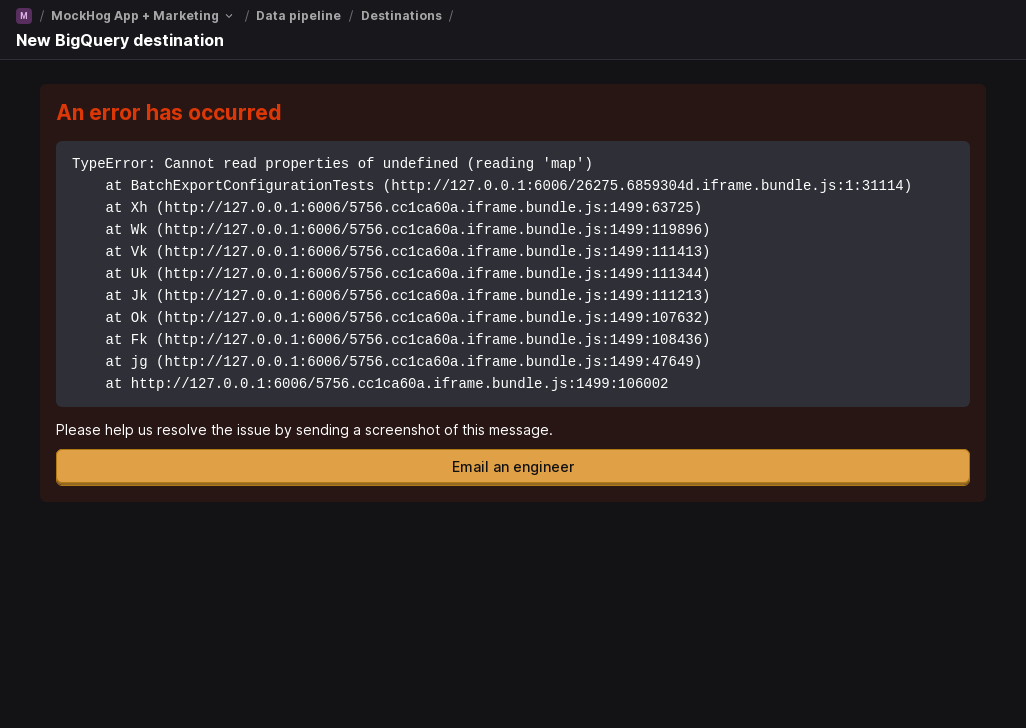 M / MockHog App + Marketing / Data pipeline / Destinations /
New BigQuery destination
An error has occurred
TypeError: Cannot read properties of undefined (reading 'map')
    at BatchExportConfigurationTests (http://127.0.0.1:6006/26275.6859304d.iframe.bundle.js:1:31114)
    at Xh (http://127.0.0.1:6006/5756.cc1ca60a.iframe.bundle.js:1499:63725)
    at Wk (http://127.0.0.1:6006/5756.cc1ca60a.iframe.bundle.js:1499:119896)
    at Vk (http://127.0.0.1:6006/5756.cc1ca60a.iframe.bundle.js:1499:111413)
    at Uk (http://127.0.0.1:6006/5756.cc1ca60a.iframe.bundle.js:1499:111344)
    at Jk (http://127.0.0.1:6006/5756.cc1ca60a.iframe.bundle.js:1499:111213)
    at Ok (http://127.0.0.1:6006/5756.cc1ca60a.iframe.bundle.js:1499:107632)
    at Fk (http://127.0.0.1:6006/5756.cc1ca60a.iframe.bundle.js:1499:108436)
    at jg (http://127.0.0.1:6006/5756.cc1ca60a.iframe.bundle.js:1499:47649)
    at http://127.0.0.1:6006/5756.cc1ca60a.iframe.bundle.js:1499:106002
Please help us resolve the issue by sending a screenshot of this message.
Email an engineer